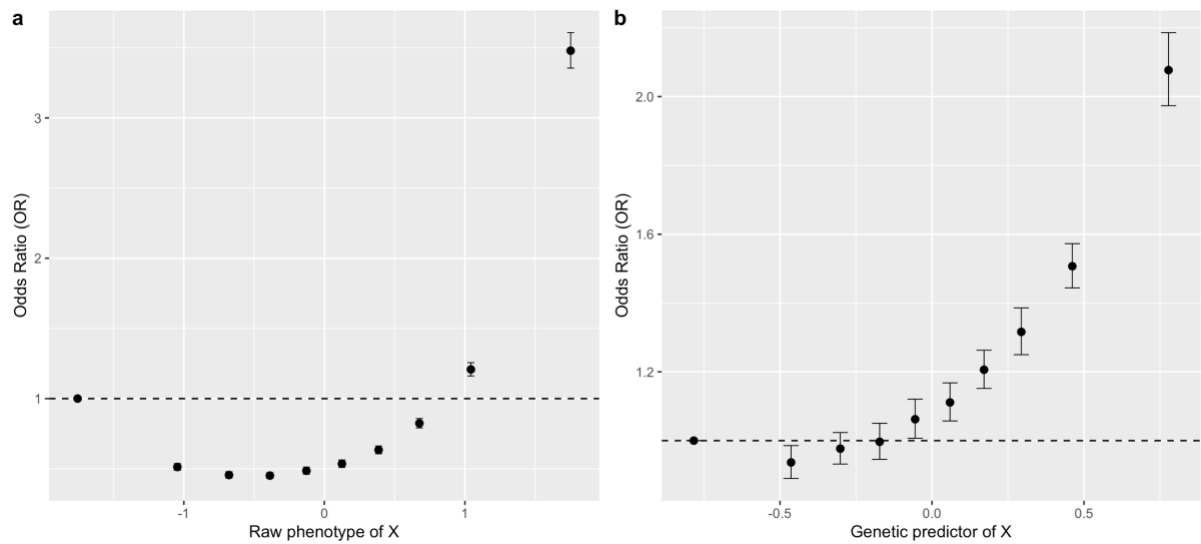 a
3
2
1
Odds Ratio (OR)
-1
0
1
Raw phenotype of X
b
2.0
1.6
1.2
Odds Ratio (OR)
-0.5
0.0
0.5
Genetic predictor of X